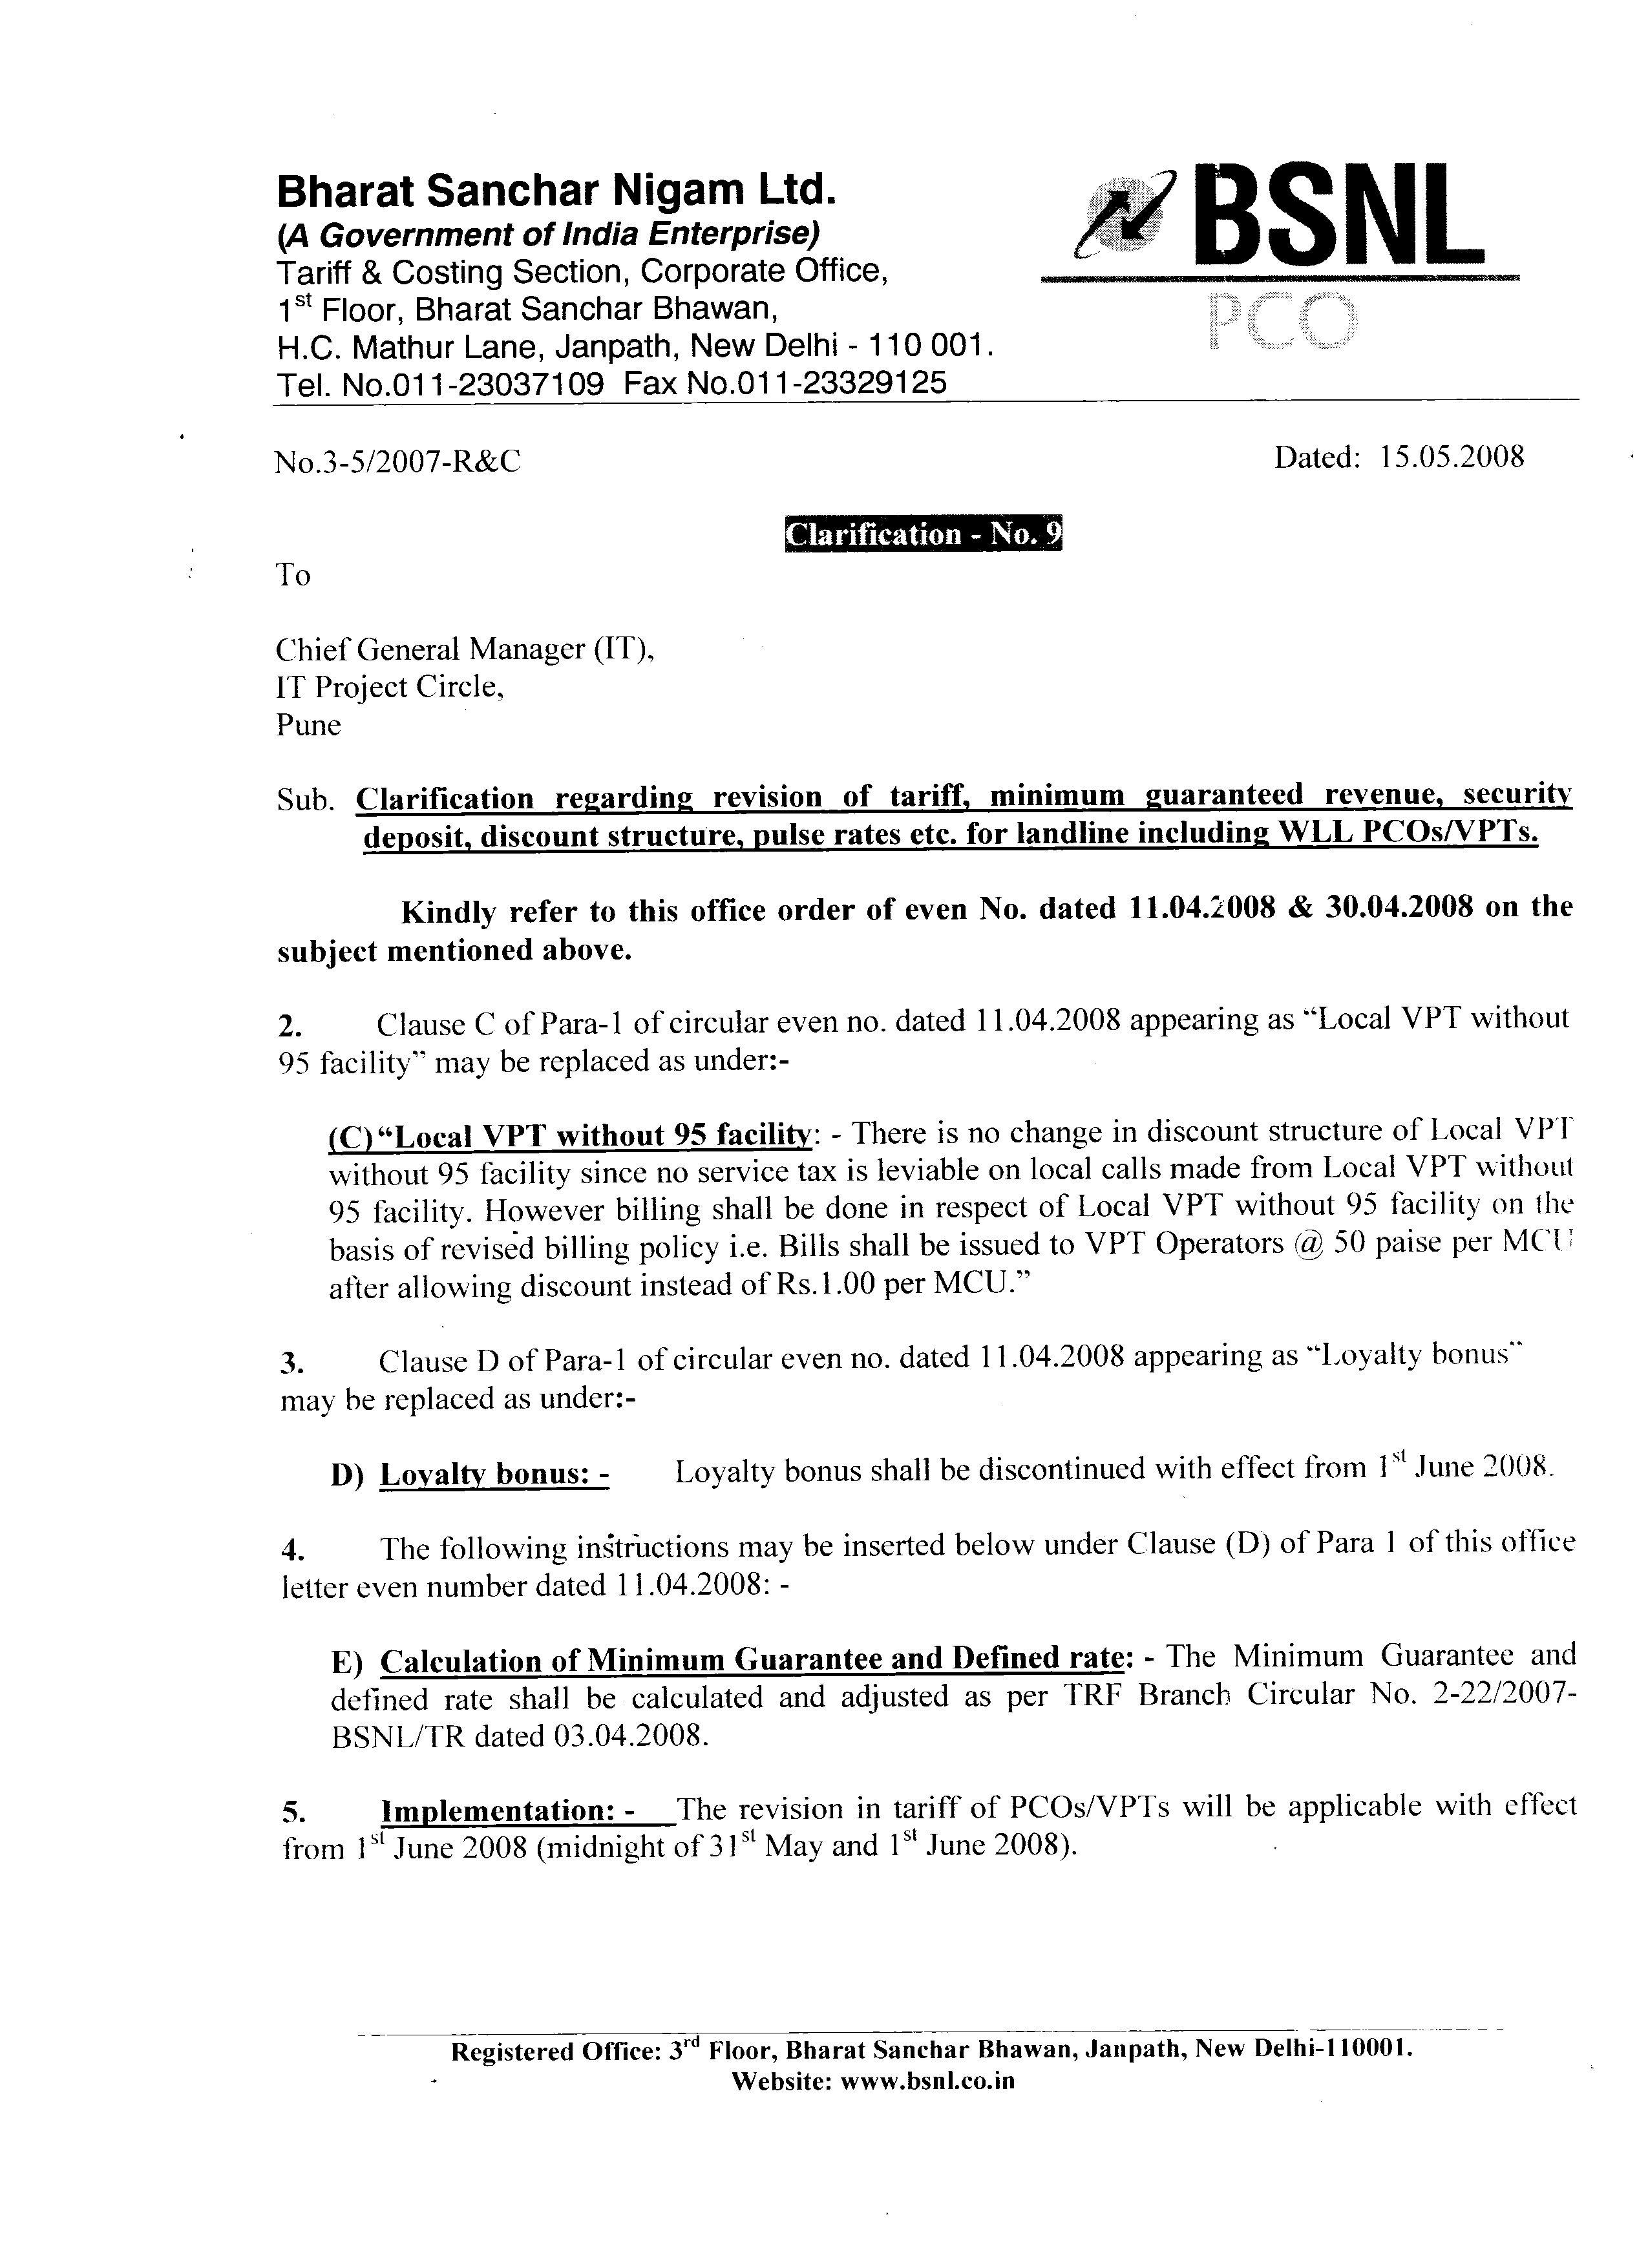 Bharat Sanchar Nigam Ltd.
(A Government of India Enterprise)
Tariff & Costing Section, Corporate Office,
1st Floor, Bharat Sanchar Bhawan,
H.C. Mathur Lane, Janpath, New Delhi - 110 001.
Tel. No.011-23037109 Fax No.011-23329125
BSNL
PCO
No.3-5/2007-R&C Dated: 15.05.2008
Clarification - No. 9
To
Chief General Manager (IT),
IT Project Circle,
Pune
Sub. Clarification regarding revision of tariff, minimum guaranteed revenue, security
deposit, discount structure, pulse rates etc. for landline including WLL PCOs/VPTs.
Kindly refer to this office order of even No. dated 11.04.2008 & 30.04.2008 on the
subject mentioned above.
2. Clause C of Para-1 of circular even no. dated 11.04.2008 appearing as “Local VPT without
95 facility” may be replaced as under:-
(C) “Local VPT without 95 facility: - There is no change in discount structure of Local VPT
without 95 facility since no service tax is leviable on local calls made from Local VPT without
95 facility. However billing shall be done in respect of Local VPT without 95 facility on the
basis of revised billing policy i.e. Bills shall be issued to VPT Operators @ 50 paise per MCU
after allowing discount instead of Rs.1.00 per MCU.”
3. Clause D of Para-1 of circular even no. dated 11.04.2008 appearing as “Loyalty bonus”
may be replaced as under:-
D) Loyalty bonus: - Loyalty bonus shall be discontinued with effect from 1st June 2008.
4. The following instructions may be inserted below under Clause (D) of Para 1 of this office
letter even number dated 11.04.2008: -
E) Calculation of Minimum Guarantee and Defined rate: - The Minimum Guarantee and
defined rate shall be calculated and adjusted as per TRF Branch Circular No. 2-22/2007-
BSNL/TR dated 03.04.2008.
5. Implementation: - The revision in tariff of PCOs/VPTs will be applicable with effect
from 1st June 2008 (midnight of 31st May and 1st June 2008).
Registered Office: 3rd Floor, Bharat Sanchar Bhawan, Janpath, New Delhi-110001.
Website: www.bsnl.co.in